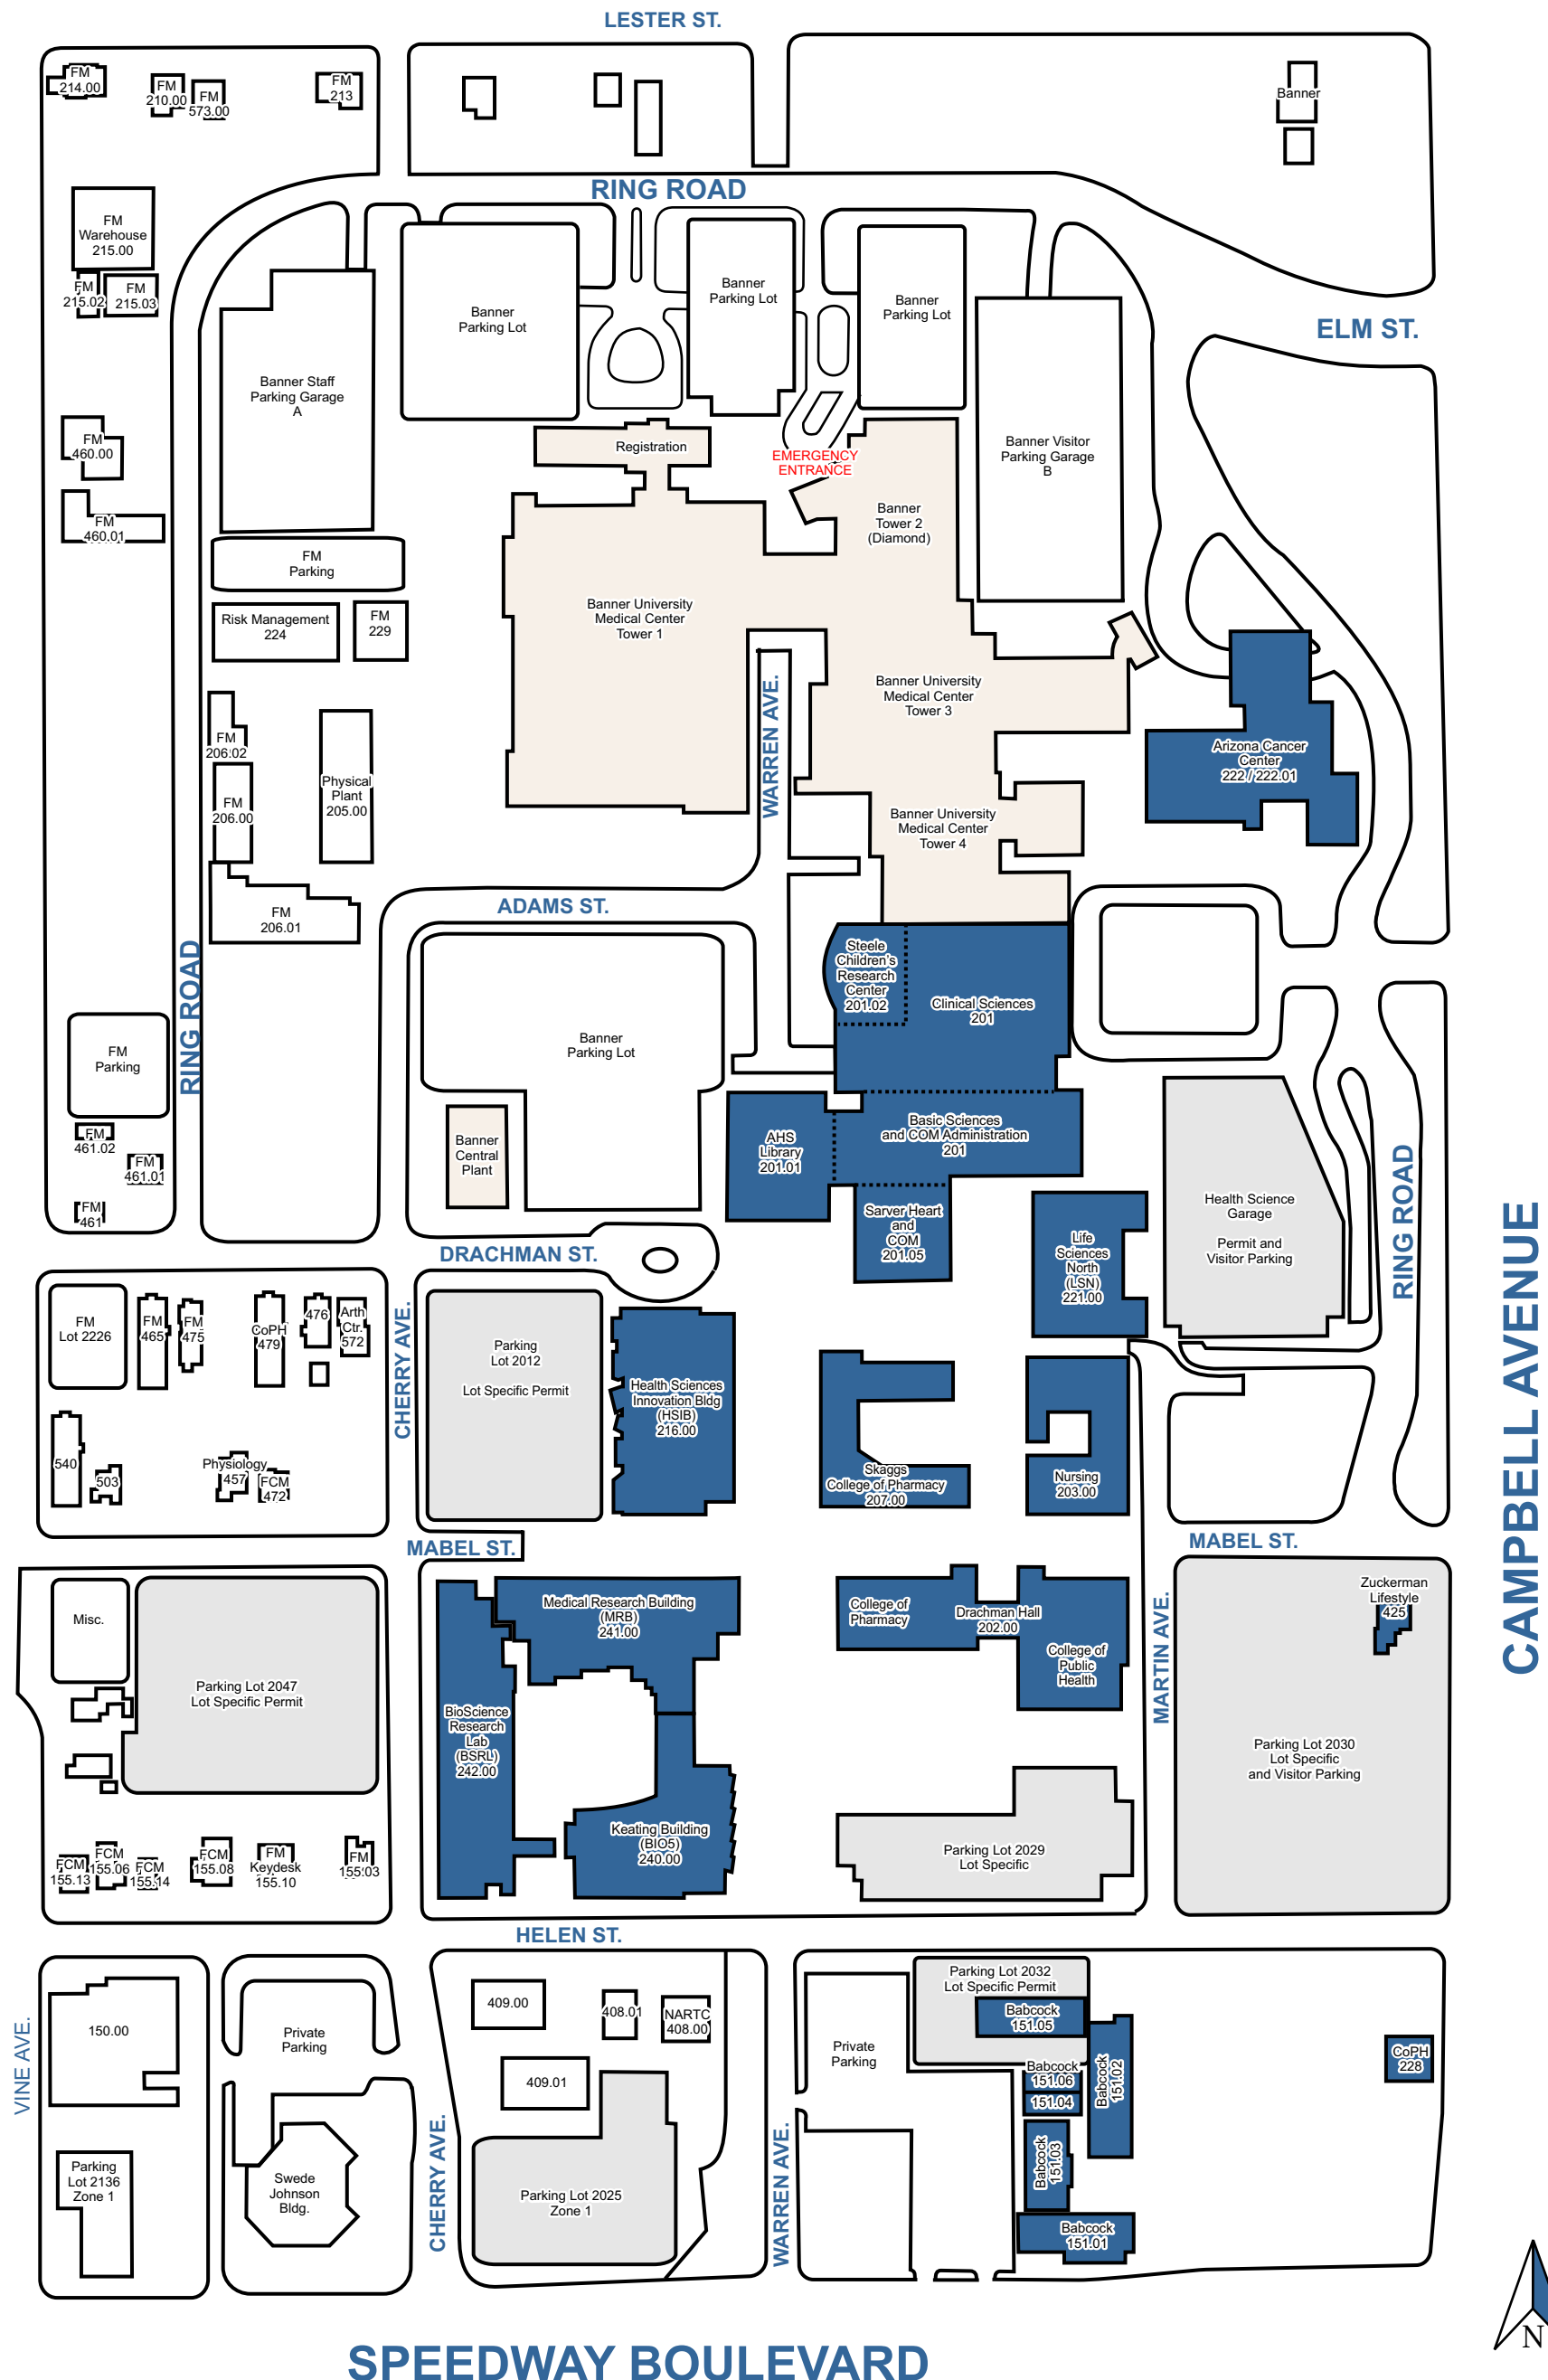 LESTER ST.
FM
214.00
FM
210.00
FM
573.00
FM
213
Banner
RING ROAD
FM
Warehouse
215.00
FM
215.02
FM
215.03
Banner
Parking Lot
Banner
Parking Lot
Banner
Parking Lot
ELM ST.
Banner Staff
Parking Garage
A
FM
460.00
Registration
EMERGENCY
ENTRANCE
Banner Visitor
Parking Garage
B
FM
460.01
Banner
Tower 2
(Diamond)
FM
Parking
Risk Management
224
FM
229
Banner University
Medical Center
Tower 1
WARREN AVE.
Banner University
Medical Center
Tower 3
FM
206.02
Arizona Cancer
Center
222 / 222.01
FM
206.00
Physical
Plant
205.00
Banner University
Medical Center
Tower 4
FM
206.01
ADAMS ST.
RING ROAD
Steele
Children's
Research
Center
201.02
Clinical Sciences
201
FM
Parking
Banner
Parking Lot
FM
461.02
FM
461.01
FM
461
Banner
Central
Plant
AHS
Library
201.01
Basic Sciences
and COM Administration
201
Sarver Heart
and
COM
201.05
Life
Sciences
North
(LSN)
221.00
Health Science
Garage
Permit and
Visitor Parking
RING ROAD
CAMPBELL AVENUE
DRACHMAN ST.
FM
Lot 2226
FM
465
FM
475
CoPH
479
476
Arth
Ctr.
572
CHERRY AVE.
Parking
Lot 2012
Lot Specific Permit
Health Sciences
Innovation Bldg
(HSIB)
216.00
540
503
Physiology
457
FCM
472
Skaggs
College of Pharmacy
207.00
Nursing
203.00
MABEL ST.
MABEL ST.
Misc.
Parking Lot 2047
Lot Specific Permit
Medical Research Building
(MRB)
241.00
College of
Pharmacy
Drachman Hall
202.00
College of
Public
Health
MARTIN AVE.
Zuckerman
Lifestyle
425
BioScience
Research
Lab
(BSRL)
242.00
Parking Lot 2030
Lot Specific
and Visitor Parking
Keating Building
(BIO5)
240.00
Parking Lot 2029
Lot Specific
FCM
155.13
FCM
155.06
FCM
155.14
FCM
155.08
FM
Keydesk
155.10
FM
155.03
HELEN ST.
VINE AVE.
150.00
Private
Parking
409.00
408.01
NARTC
408.00
409.01
Private
Parking
Parking Lot 2032
Lot Specific Permit
Babcock
151.05
Babcock
151.06
151.04
Babcock
151.02
CoPH
228
Babcock
151.03
Babcock
151.01
Parking
Lot 2136
Zone 1
Swede
Johnson
Bldg.
CHERRY AVE.
Parking Lot 2025
Zone 1
WARREN AVE.
N
SPEEDWAY BOULEVARD